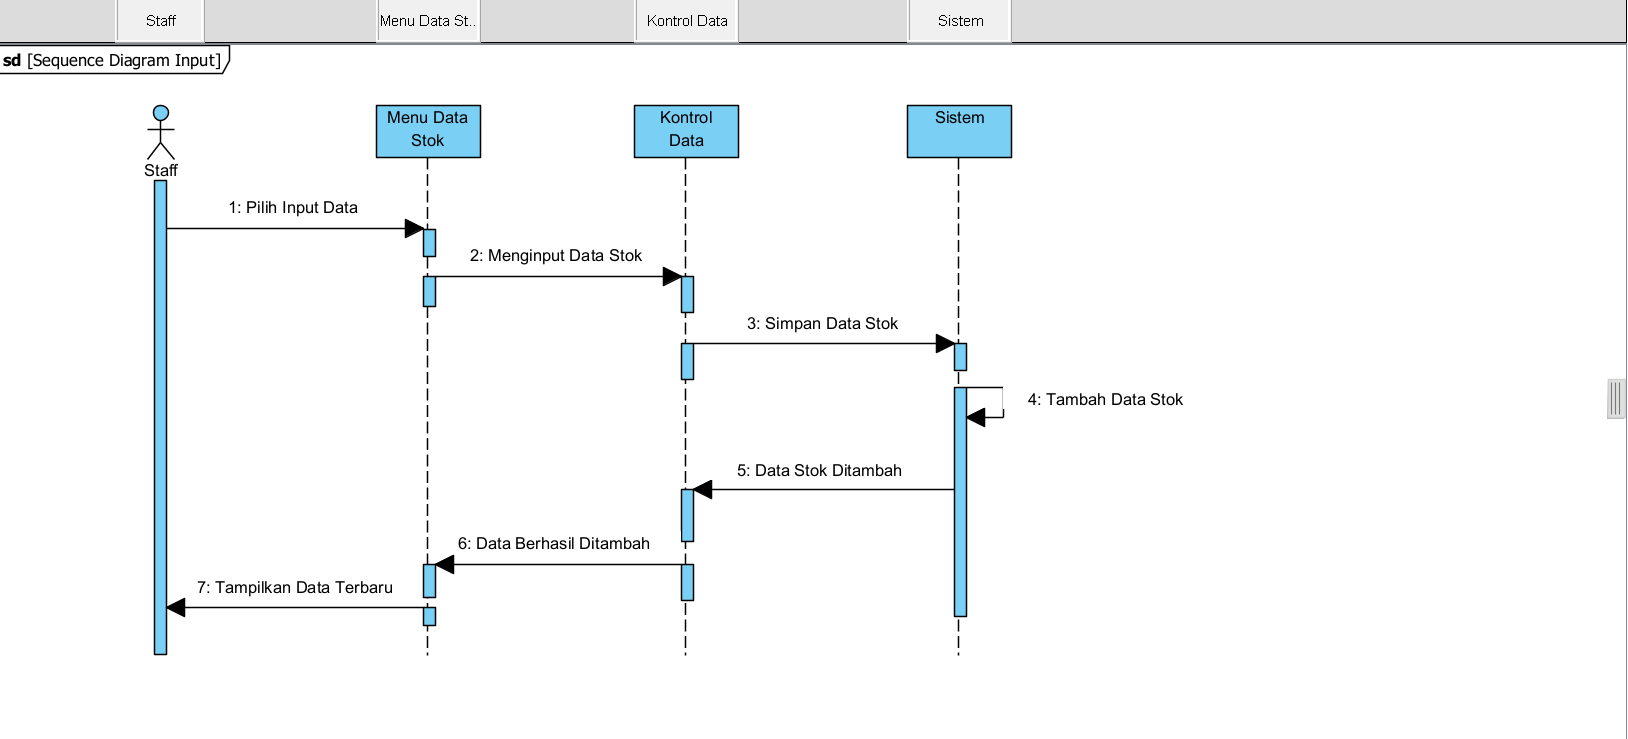 Staff
Menu Data St..
Kontrol Data
Sistem
sd [Sequence Diagram Input]
Staff
Menu Data
Stok
Kontrol
Data
Sistem
1: Pilih Input Data
2: Menginput Data Stok
3: Simpan Data Stok
4: Tambah Data Stok
5: Data Stok Ditambah
6: Data Berhasil Ditambah
7: Tampilkan Data Terbaru